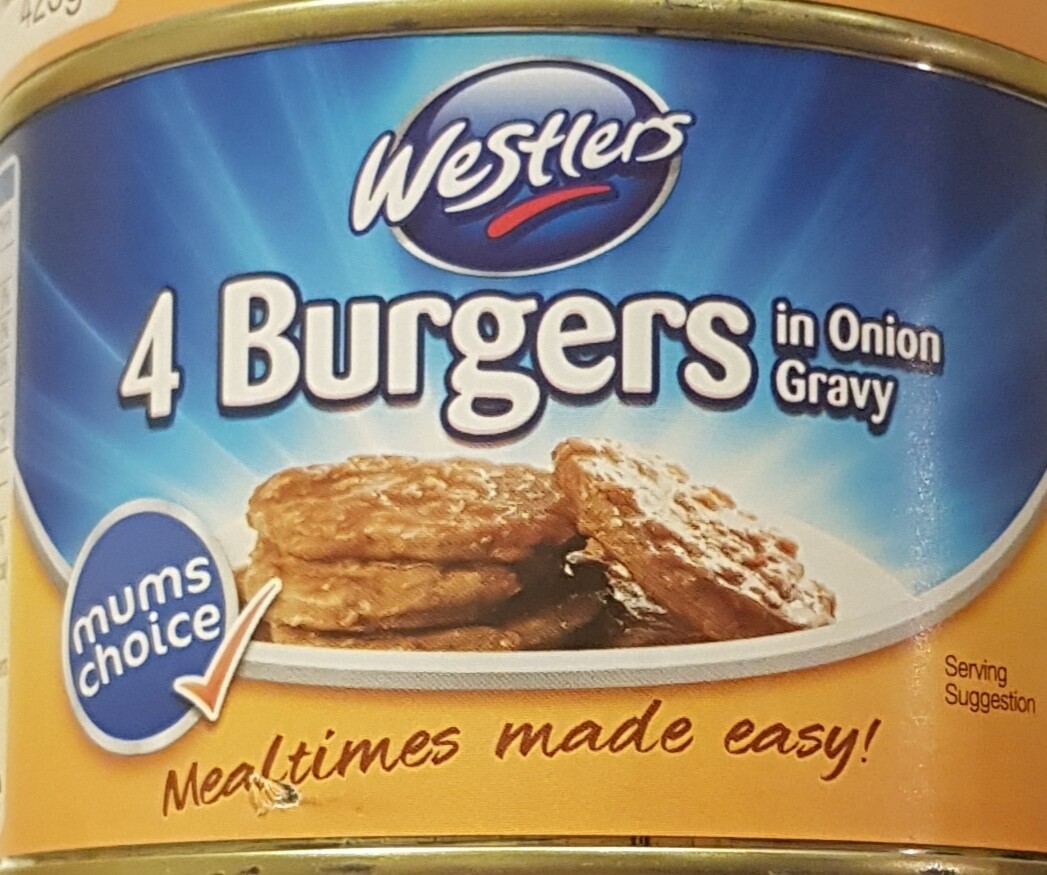 Westlers
4 Burgers
in Onion
Gravy
mums
choice
Serving
Suggestion
Mealtimes made easy!